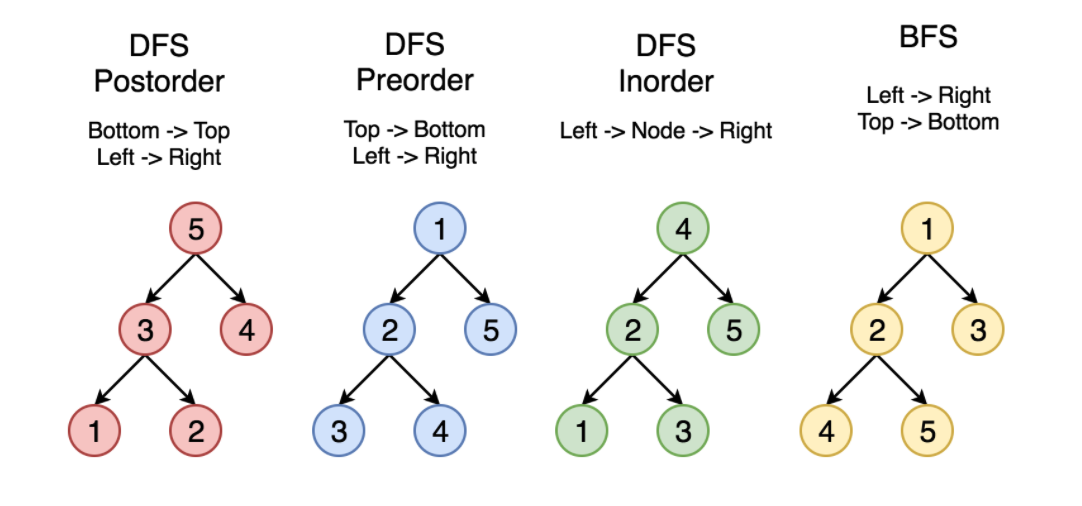 DFS
Postorder
Bottom -> Top
Left -> Right
5
3
4
1
2
DFS
Preorder
Top -> Bottom
Left -> Right
1
2
5
3
4
DFS
Inorder
Left -> Node -> Right
4
2
5
1
3
BFS
Left -> Right
Top -> Bottom
1
2
3
4
5